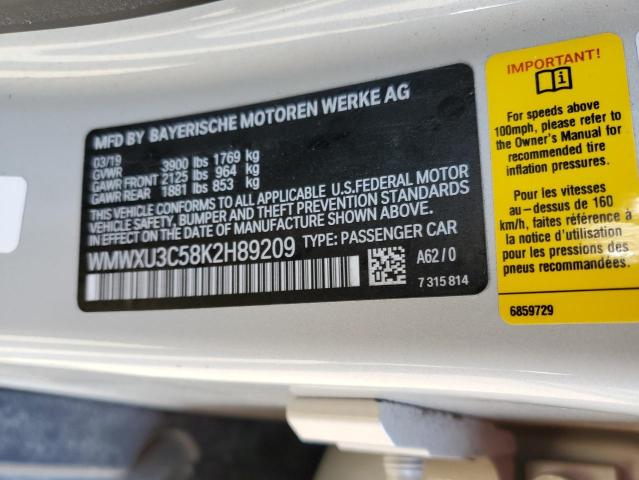 MFD BY BAYERISCHE MOTOREN WERKE AG
03/19 3900 lbs 1769 kg
GVWR
GAWR FRONT 2125 lbs 964 kg
GAWR REAR 1881 lbs 853 kg
THIS VEHICLE CONFORMS TO ALL APPLICABLE U.S.FEDERAL MOTOR
VEHICLE SAFETY, BUMPER AND THEFT PREVENTION STANDARDS
IN EFFECT ON THE DATE OF MANUFACTURE SHOWN ABOVE.
WMWXU3C58K2H89209 TYPE: PASSENGER CAR
A62/0
7 315 814
IMPORTANT!
For speeds above
100mph, please refer to
the Owner's Manual for
recommended tire
inflation pressures.
Pour les vitesses
au-dessus de 160
km/h, faites référence à
la notice d'utilisation
pour les pressions de
pneu recommandées.
6859729